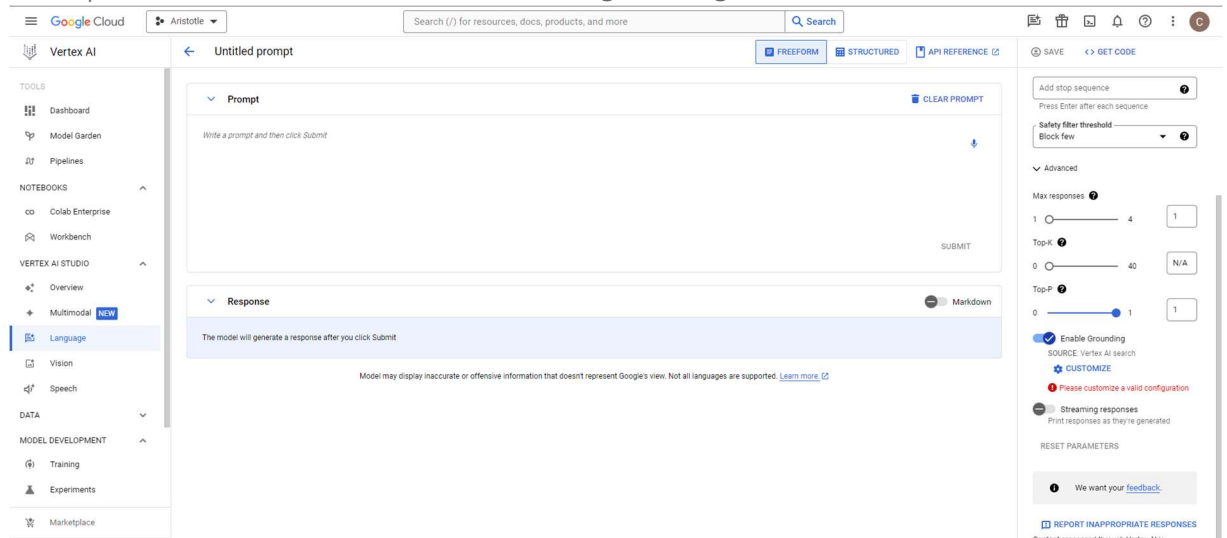 Google Cloud
Aristotle
Search (/) for resources, docs, products, and more
Search
C
Vertex AI
Untitled prompt
FREEFORM
STRUCTURED
API REFERENCE
SAVE
<> GET CODE
TOOLS
Dashboard
Model Garden
Pipelines
NOTEBOOKS
Colab Enterprise
Workbench
VERTEX AI STUDIO
Overview
Multimodal NEW
Language
Vision
Speech
DATA
MODEL DEVELOPMENT
Training
Experiments
Marketplace
Prompt
CLEAR PROMPT
Write a prompt and then click Submit
SUBMIT
Response
Markdown
The model will generate a response after you click Submit
Model may display inaccurate or offensive information that doesn't represent Google's view. Not all languages are supported. Learn more.
Add stop sequence
Press Enter after each sequence
Safety filter threshold
Block few
Advanced
Max responses
1 4 1
Top-K
0 40 N/A
Top-P
0 1 1
Enable Grounding
SOURCE: Vertex AI search
CUSTOMIZE
Please customize a valid configuration
Streaming responses
Print responses as they're generated
RESET PARAMETERS
We want your feedback.
REPORT INAPPROPRIATE RESPONSES